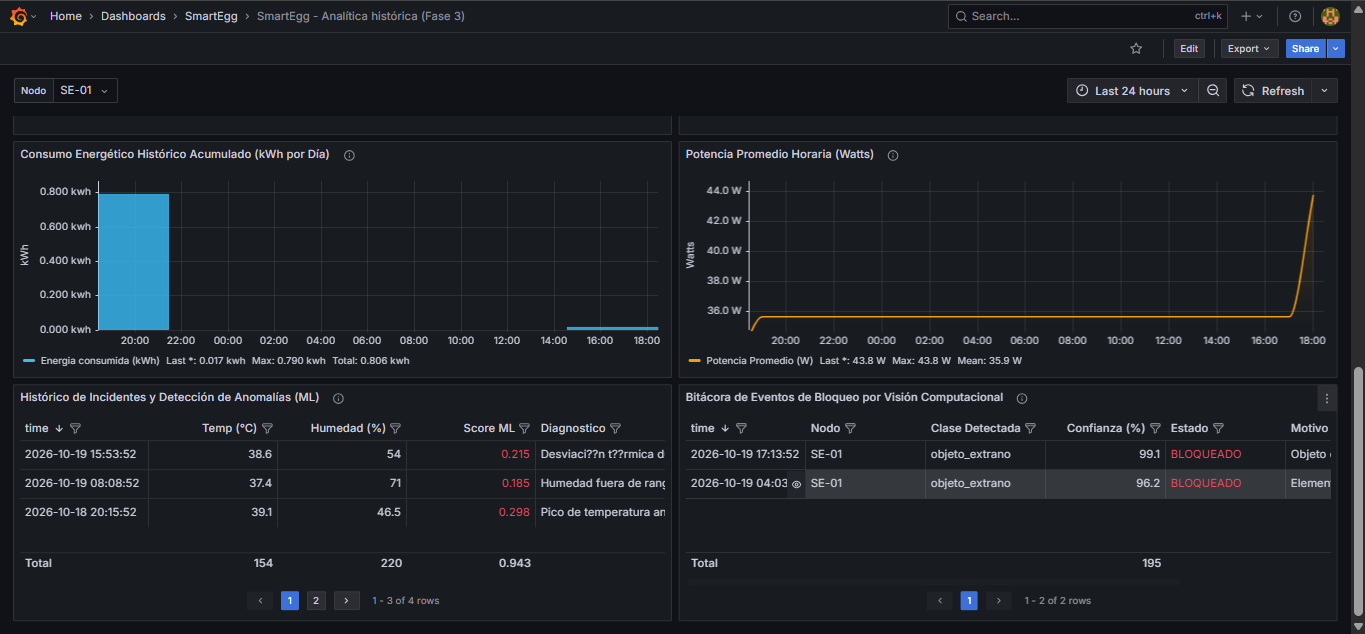 Home › Dashboards › SmartEgg › SmartEgg - Analítica histórica (Fase 3)
Search... ctrl+k
Edit Export Share
Nodo SE-01
Last 24 hours Refresh
Consumo Energético Histórico Acumulado (kWh por Día)
kWh
0.800 kwh
0.600 kwh
0.400 kwh
0.200 kwh
0.000 kwh
20:00 22:00 00:00 02:00 04:00 06:00 08:00 10:00 12:00 14:00 16:00 18:00
Energia consumida (kWh) Last *: 0.017 kwh Max: 0.790 kwh Total: 0.806 kwh
Potencia Promedio Horaria (Watts)
Watts
44.0 W
42.0 W
40.0 W
38.0 W
36.0 W
20:00 22:00 00:00 02:00 04:00 06:00 08:00 10:00 12:00 14:00 16:00 18:00
Potencia Promedio (W) Last *: 43.8 W Max: 43.8 W Mean: 35.9 W
Histórico de Incidentes y Detección de Anomalías (ML)
time Temp (°C) Humedad (%) Score ML Diagnostico
2026-10-19 15:53:52 38.6 54 0.215 Desviaci??n t??rmica d
2026-10-19 08:08:52 37.4 71 0.185 Humedad fuera de rang
2026-10-18 20:15:52 39.1 46.5 0.298 Pico de temperatura an
Total 154 220 0.943
‹ 1 2 › 1 - 3 of 4 rows
Bitácora de Eventos de Bloqueo por Visión Computacional
time Nodo Clase Detectada Confianza (%) Estado Motivo
2026-10-19 17:13:52 SE-01 objeto_extrano 99.1 BLOQUEADO Objeto
2026-10-19 04:03 SE-01 objeto_extrano 96.2 BLOQUEADO Elemen
Total 195
‹ 1 › 1 - 2 of 2 rows